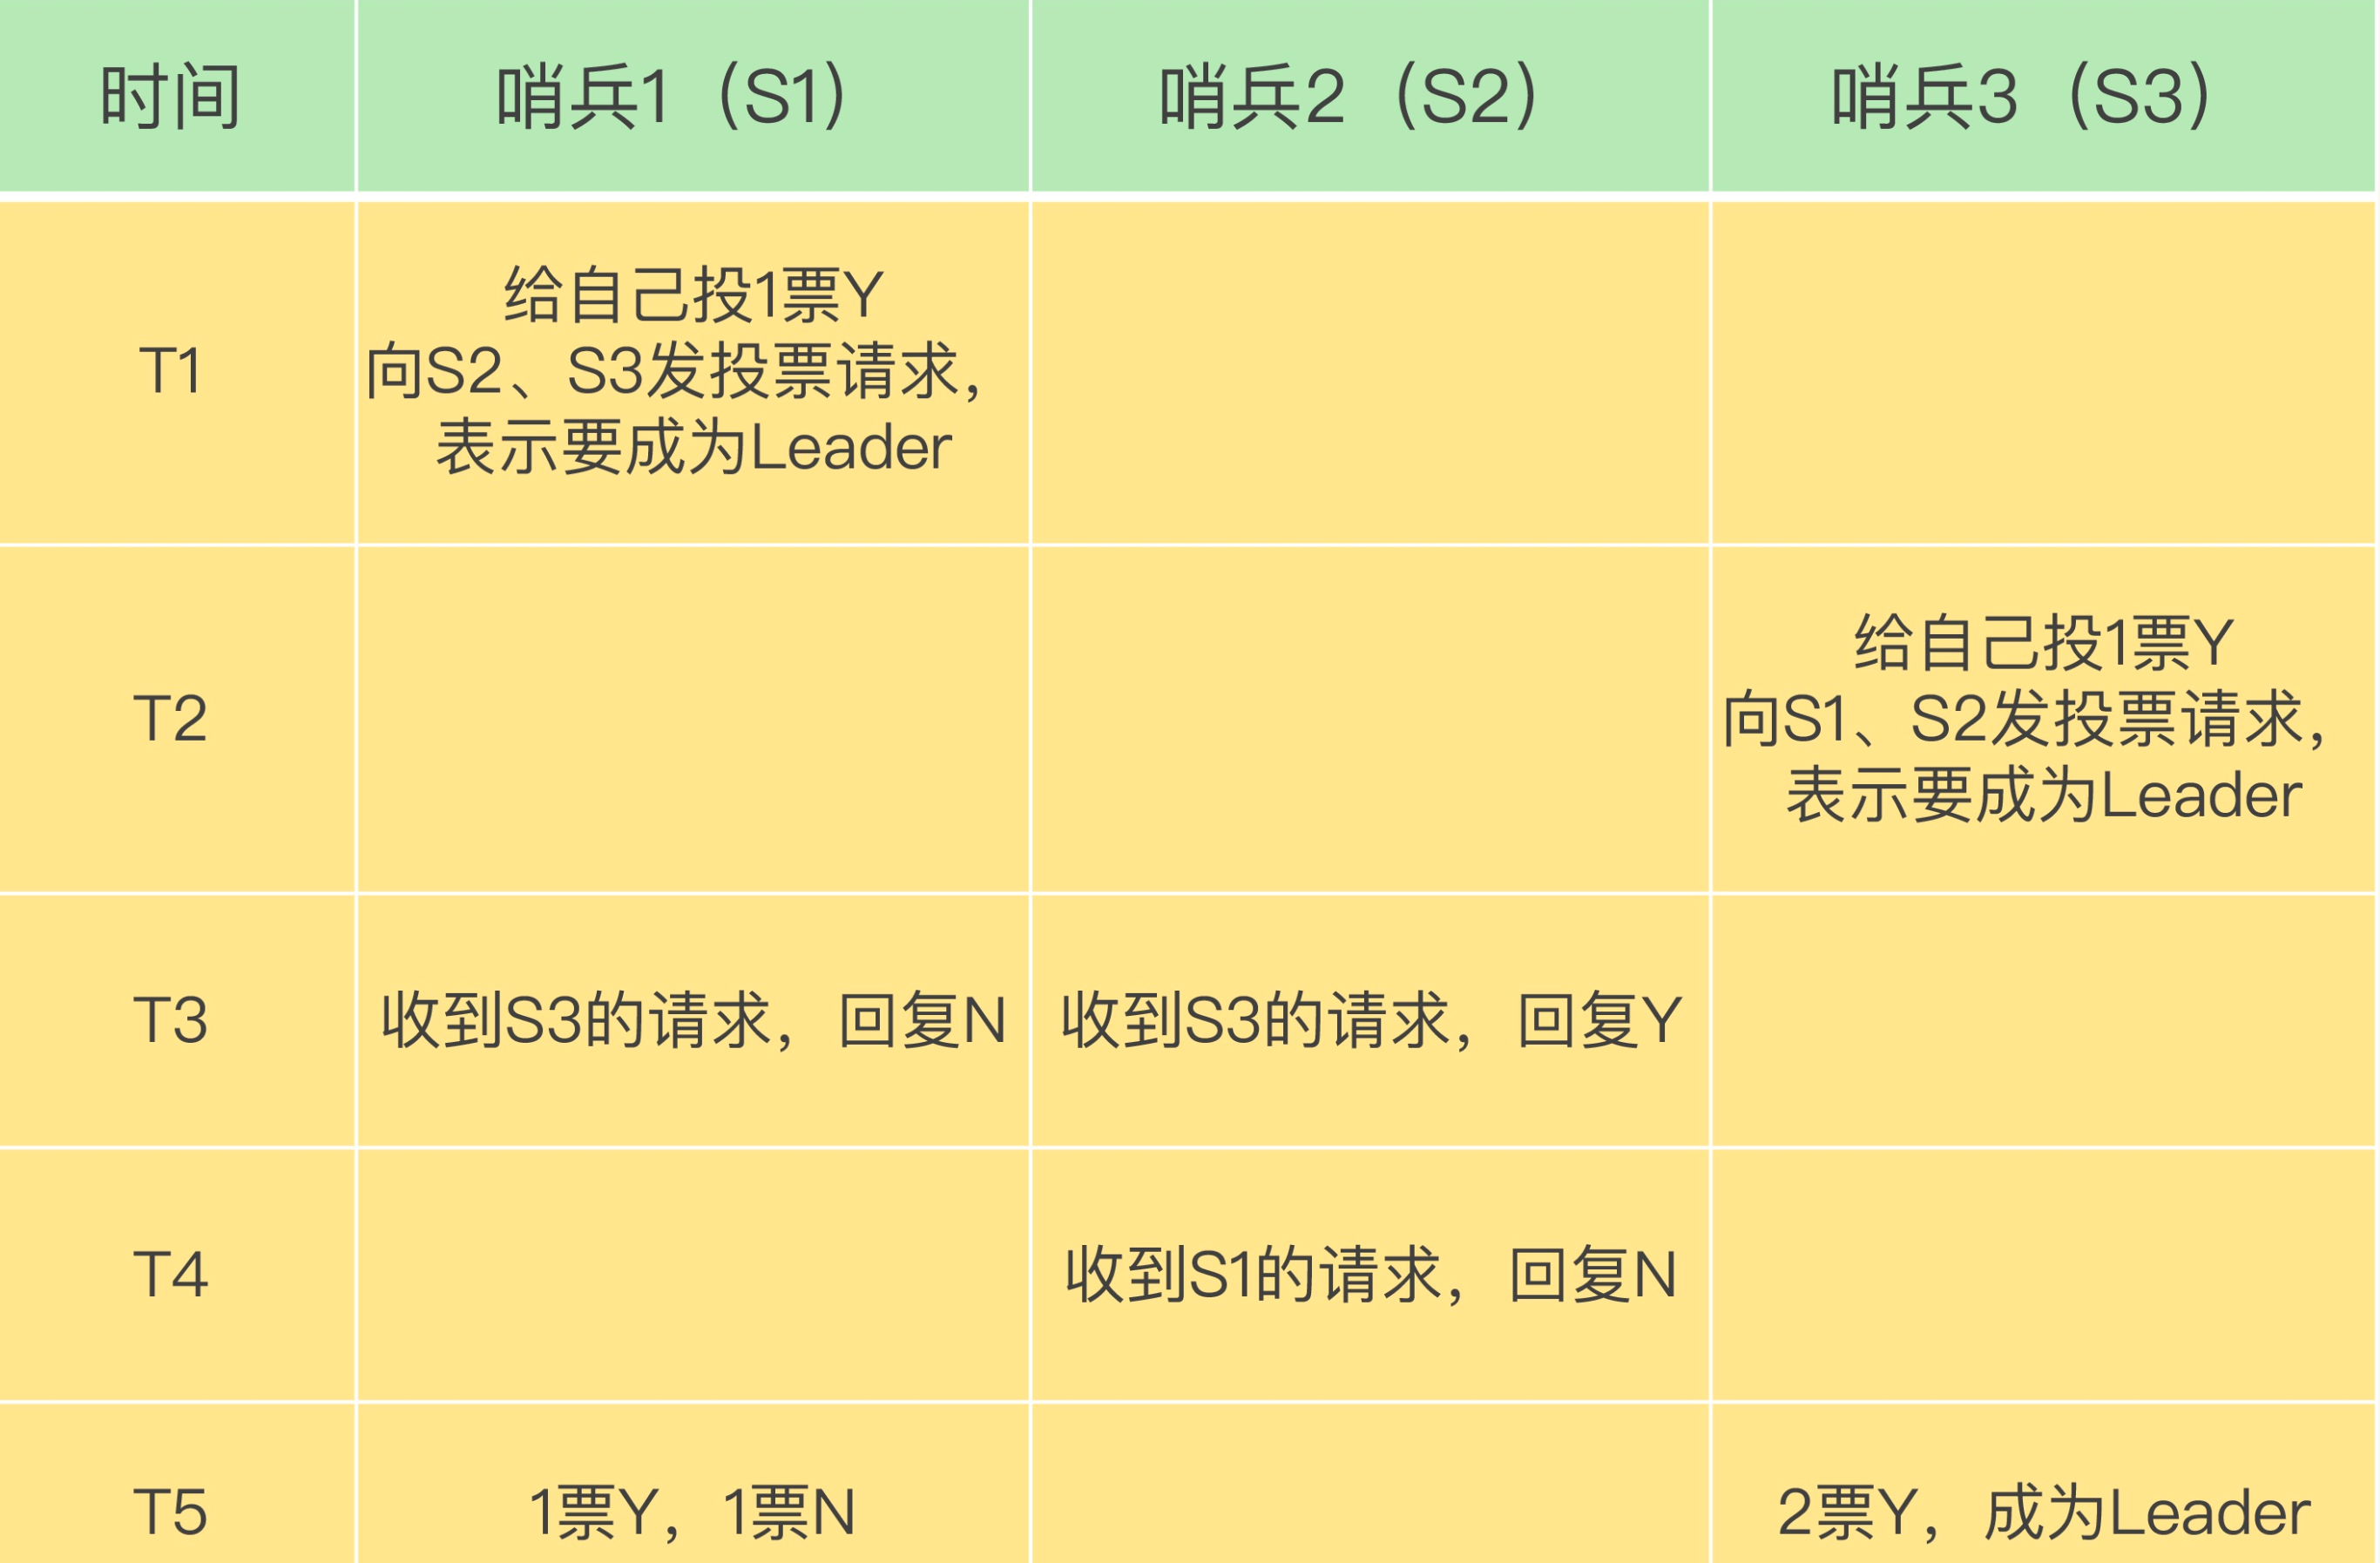 时间 哨兵1（S1） 哨兵2（S2） 哨兵3（S3）
T1
给自己投1票Y
向S2、S3发投票请求，
表示要成为Leader
T2
给自己投1票Y
向S1、S2发投票请求，
表示要成为Leader
T3 收到S3的请求，回复N 收到S3的请求，回复Y
T4 收到S1的请求，回复N
T5 1票Y，1票N 2票Y，成为Leader